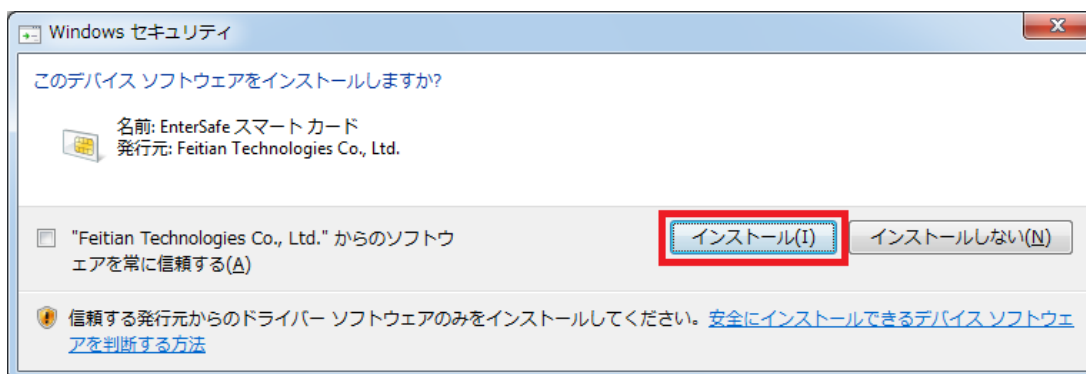 Windows セキュリティ
このデバイス ソフトウェアをインストールしますか?
名前: EnterSafe スマート カード
発行元: Feitian Technologies Co., Ltd.
"Feitian Technologies Co., Ltd." からのソフトウ
ェアを常に信頼する(A)
インストール(I)
インストールしない(N)
信頼する発行元からのドライバー ソフトウェアのみをインストールしてください。安全にインストールできるデバイス ソフトウェ
アを判断する方法